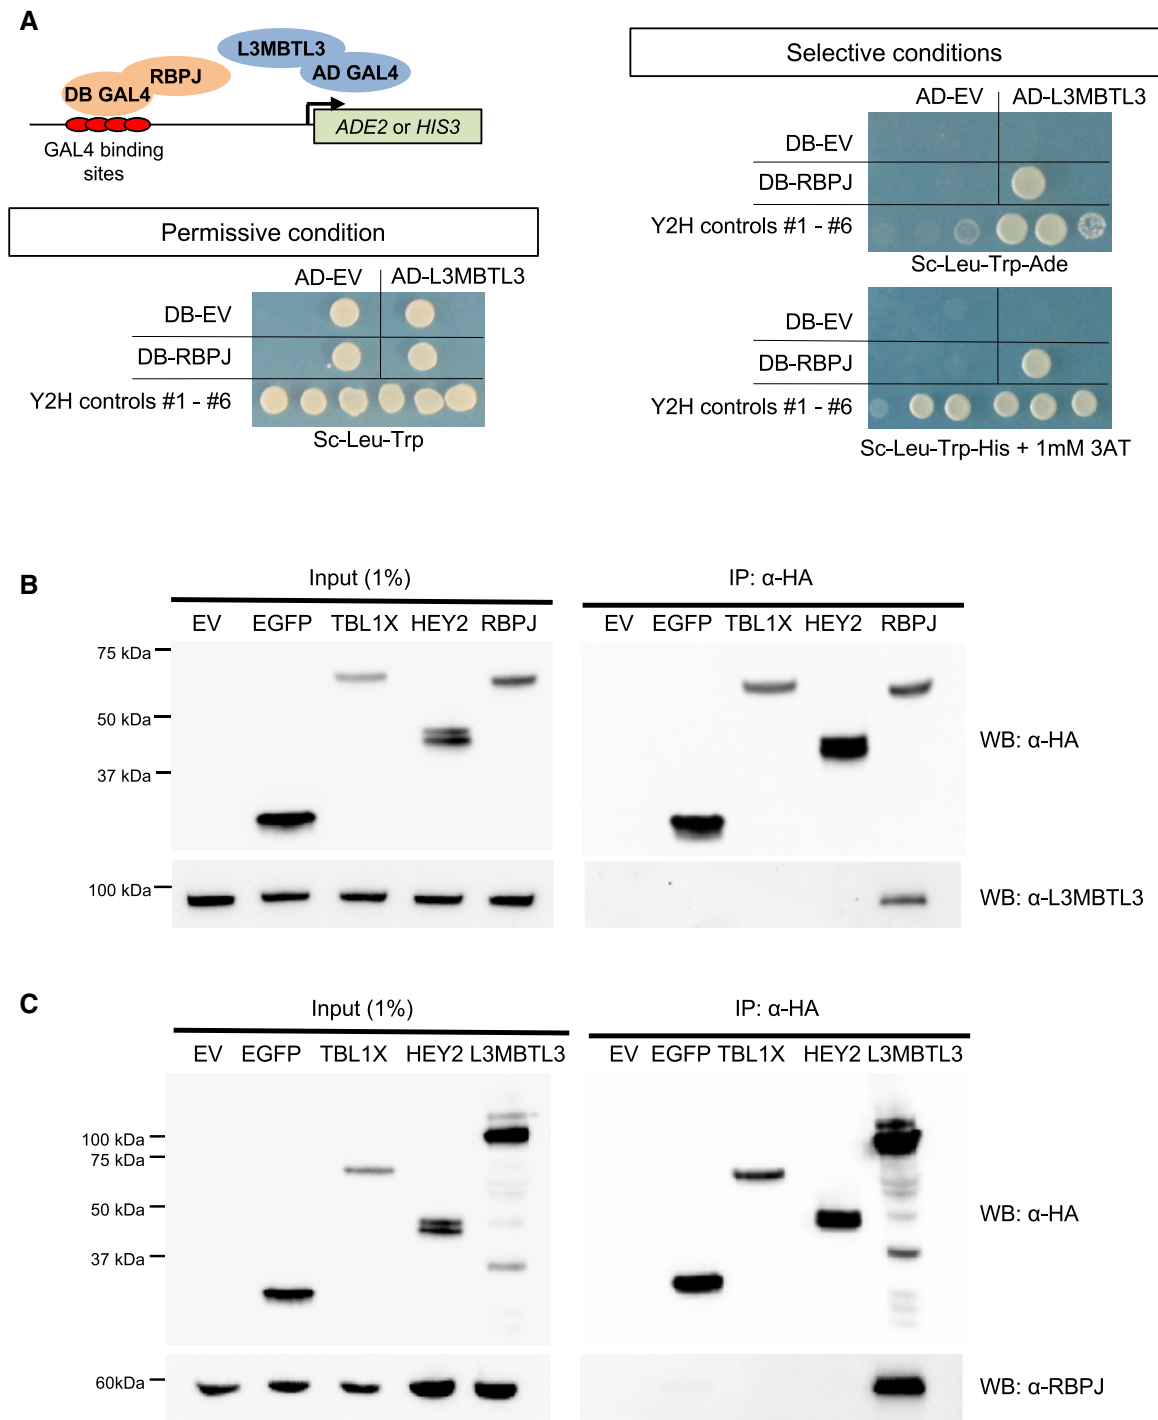 A
L3MBTL3
AD GAL4
RBPJ
DB GAL4
ADE2 or HIS3
GAL4 binding
sites
Permissive condition
AD-EV AD-L3MBTL3
DB-EV
DB-RBPJ
Y2H controls #1 - #6
Sc-Leu-Trp
Selective conditions
AD-EV AD-L3MBTL3
DB-EV
DB-RBPJ
Y2H controls #1 - #6
Sc-Leu-Trp-Ade
DB-EV
DB-RBPJ
Y2H controls #1 - #6
Sc-Leu-Trp-His + 1mM 3AT
B
Input (1%) IP: α-HA
EV EGFP TBL1X HEY2 RBPJ EV EGFP TBL1X HEY2 RBPJ
75 kDa
50 kDa
WB: α-HA
37 kDa
100 kDa
WB: α-L3MBTL3
C
Input (1%) IP: α-HA
EV EGFP TBL1X HEY2 L3MBTL3 EV EGFP TBL1X HEY2 L3MBTL3
100 kDa
75 kDa
50 kDa
WB: α-HA
37 kDa
60kDa
WB: α-RBPJ